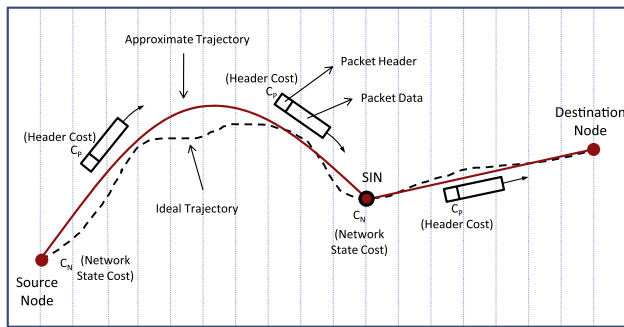 Approximate Trajectory
(Header Cost)
C_P
Packet Header
Packet Data
(Header Cost)
C_P
Ideal Trajectory
Destination
Node
SIN
C_N
(Network
State Cost)
C_P
(Header Cost)
C_N
(Network
State Cost)
Source
Node